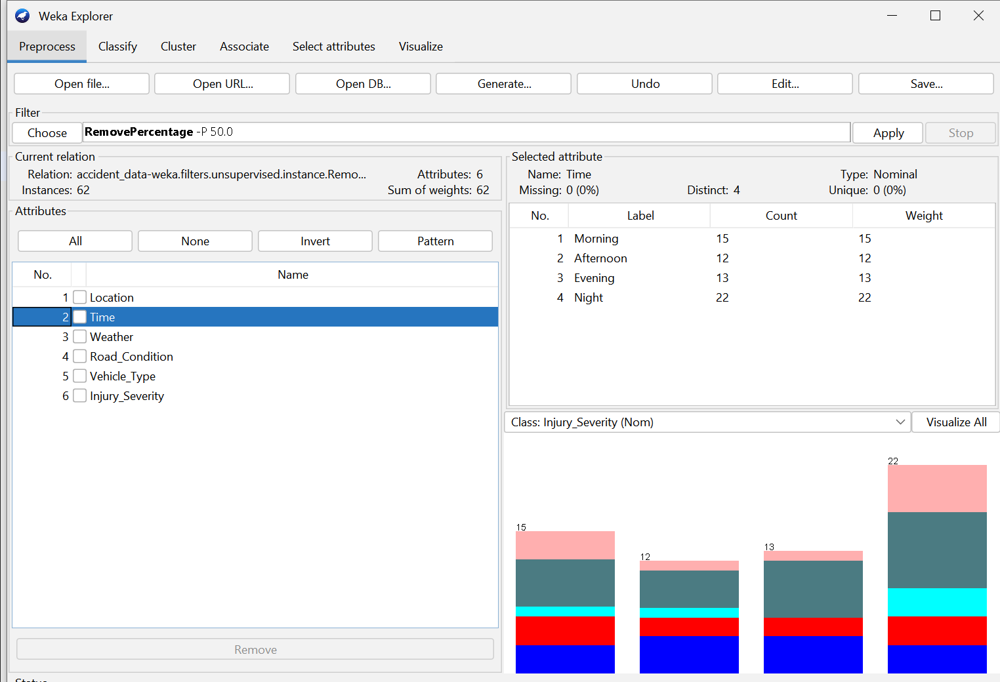 Weka Explorer
Preprocess Classify Cluster Associate Select attributes Visualize
Open file... Open URL... Open DB... Generate... Undo Edit... Save...
Filter
Choose RemovePercentage -P 50.0 Apply Stop
Current relation
Relation: accident_data-weka.filters.unsupervised.instance.Remo... Attributes: 6
Instances: 62 Sum of weights: 62
Attributes
All None Invert Pattern
No. Name
1 Location
2 Time
3 Weather
4 Road_Condition
5 Vehicle_Type
6 Injury_Severity
Remove
Selected attribute
Name: Time Type: Nominal
Missing: 0 (0%) Distinct: 4 Unique: 0 (0%)
No. Label Count Weight
1 Morning 15 15
2 Afternoon 12 12
3 Evening 13 13
4 Night 22 22
Class: Injury_Severity (Nom) Visualize All
15
12
13
22
Status